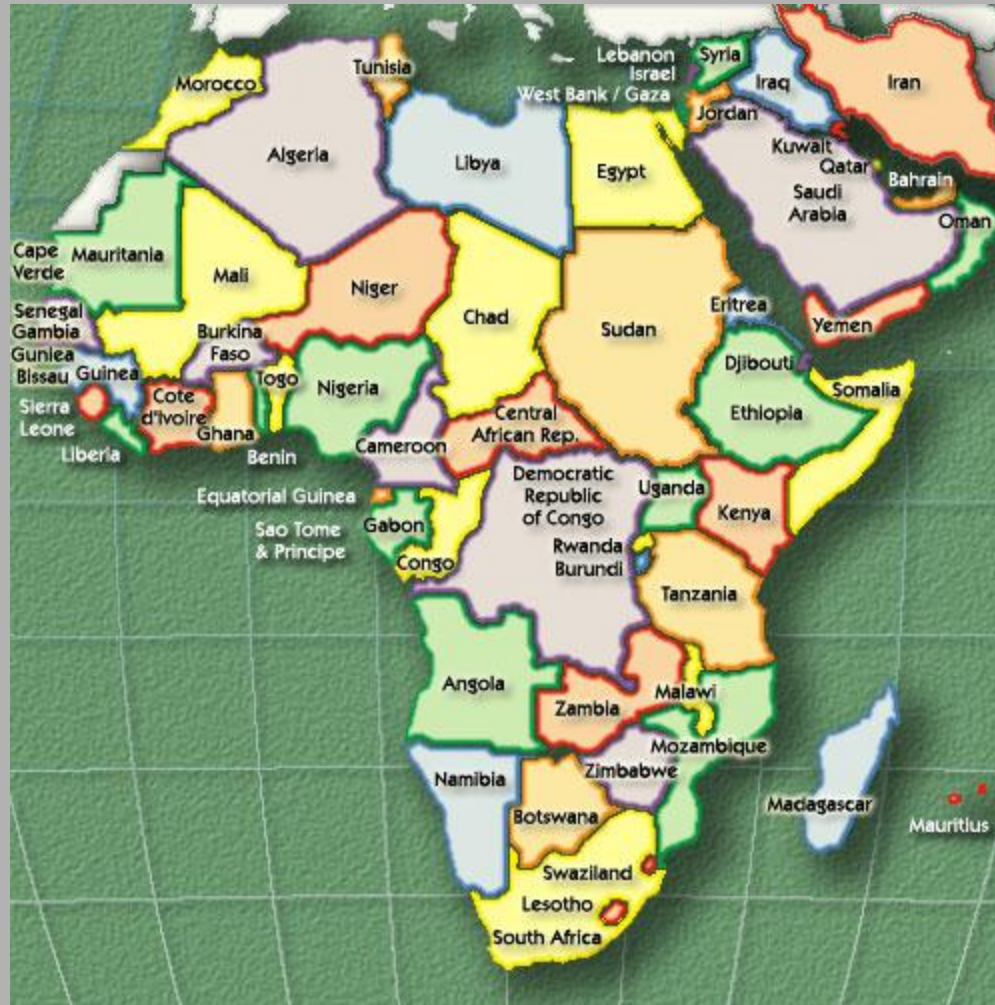 Lebanon
Israel
West Bank / Gaza
Syria
Iraq
Iran
Jordan
Kuwait
Qatar
Bahrain
Saudi
Arabia
Oman
Yemen
Morocco
Tunisia
Algeria
Libya
Egypt
Cape
Verde
Mauritania
Mali
Niger
Chad
Sudan
Eritrea
Djibouti
Ethiopia
Somalia
Senegal
Gambia
Guniea
Bissau
Guinea
Sierra
Leone
Liberia
Burkina
Faso
Cote
d'Ivoire
Ghana
Togo
Benin
Nigeria
Cameroon
Central
African Rep.
Equatorial Guinea
Sao Tome
& Principe
Gabon
Congo
Democratic
Republic
of Congo
Uganda
Kenya
Rwanda
Burundi
Tanzania
Angola
Zambia
Malawi
Mozambique
Zimbabwe
Namibia
Botswana
Madagascar
Mauritius
Swaziland
Lesotho
South Africa